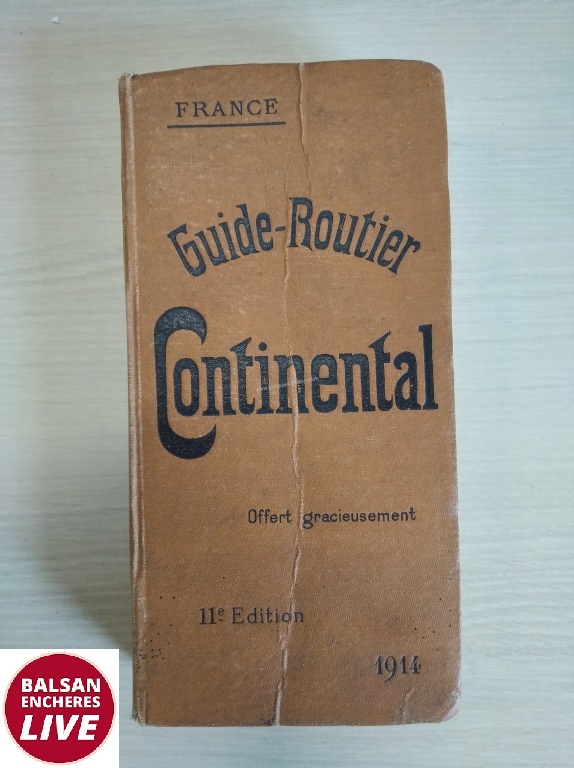 FRANCE
Guide-Routier
Continental
Offert gracieusement
11e Edition
1914
BALSAN
ENCHERES
LIVE